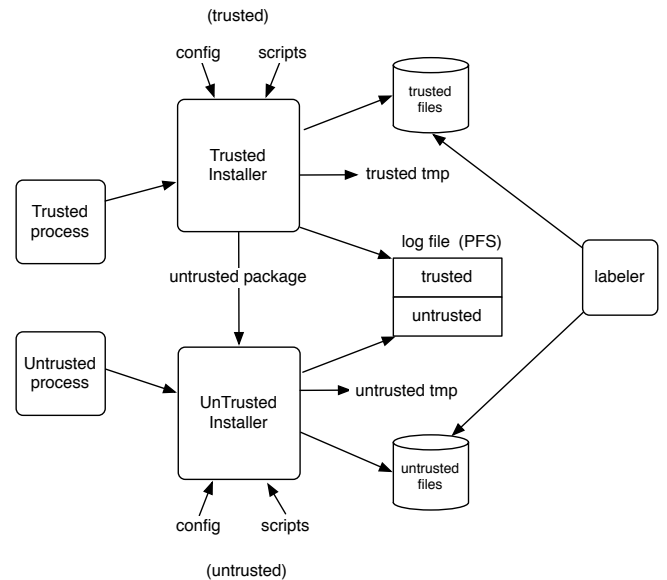 (trusted)
config scripts
trusted
files
Trusted
Installer
trusted tmp
Trusted
process
log file (PFS)
trusted
untrusted
labeler
untrusted package
Untrusted
process
UnTrusted
Installer
untrusted tmp
untrusted
files
config scripts
(untrusted)